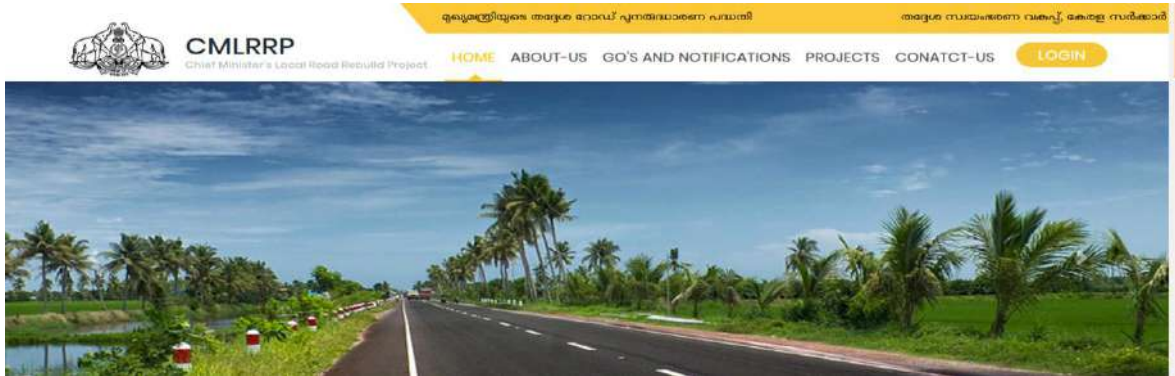 മുഖ്യമന്ത്രിയുടെ തദ്ദേശ റോഡ് പുനരുദ്ധാരണ പദ്ധതി
തദ്ദേശ സ്വയംഭരണ വകുപ്പ്, കേരള സർക്കാർ
CMLRRP
Chief Minister's Local Road Rebuild Project
HOME ABOUT-US GO'S AND NOTIFICATIONS PROJECTS CONATCT-US LOGIN